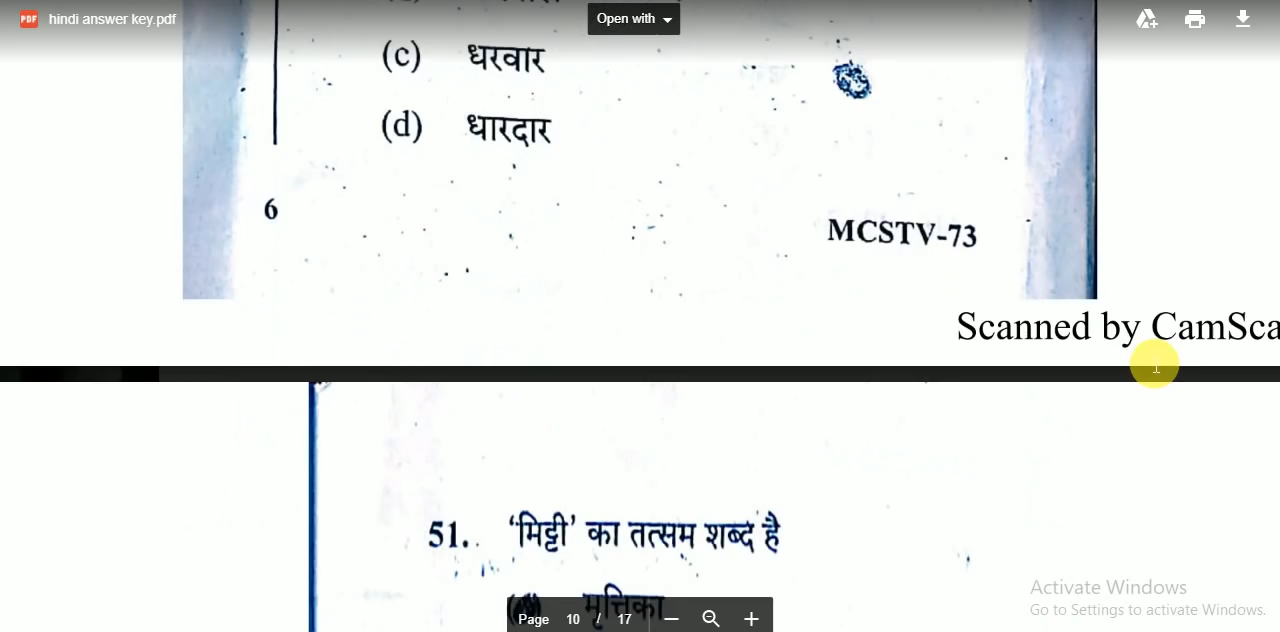 hindi answer key.pdf
Open with
(c) धरवार
(d) धारदार
6
MCSTV-73
Scanned by CamSca
51. 'मिट्टी' का तत्सम शब्द है
मृत्तिका
Page 10 / 17
Activate Windows
Go to Settings to activate Windows.